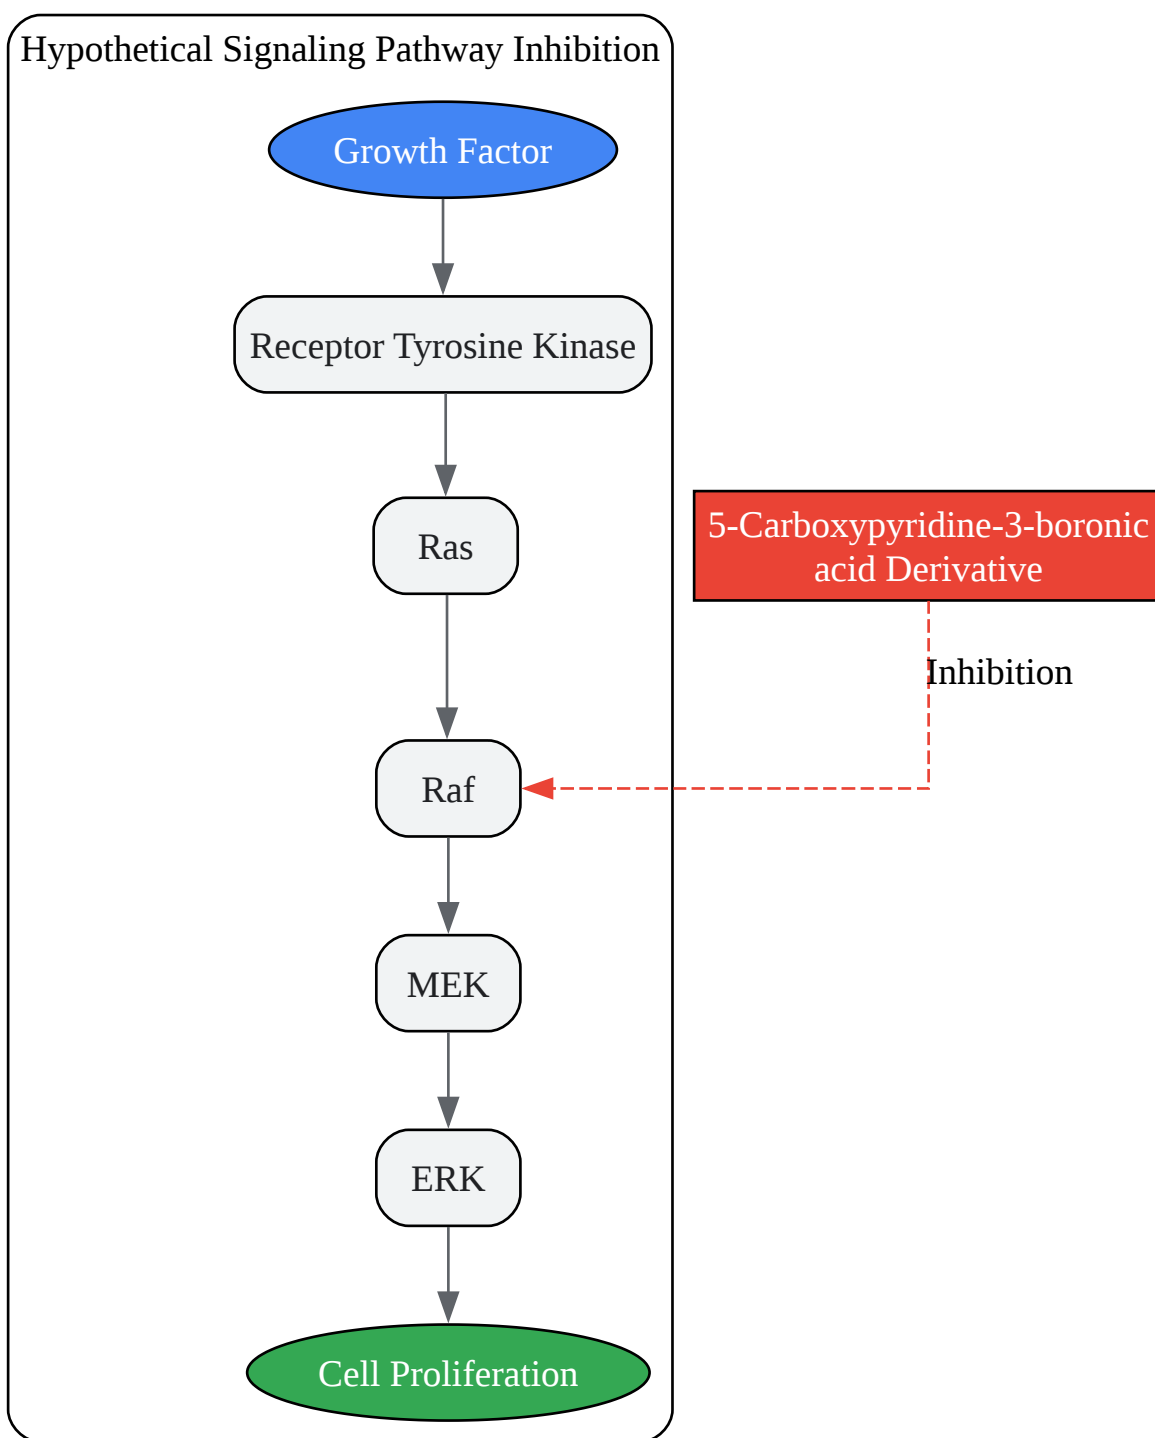 Hypothetical Signaling Pathway Inhibition
Growth Factor
Receptor Tyrosine Kinase
Ras
5-Carboxypyridine-3-boronic
acid Derivative
Inhibition
Raf
MEK
ERK
Cell Proliferation